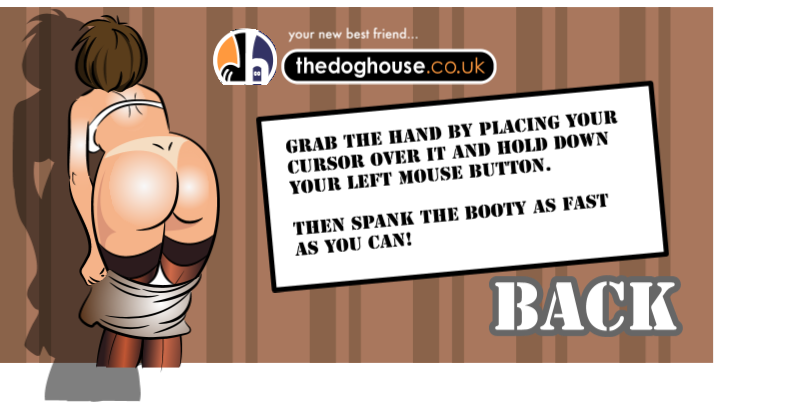 your new best friend...
thedoghouse.co.uk
GRAB THE HAND BY PLACING YOUR
CURSOR OVER IT AND HOLD DOWN
YOUR LEFT MOUSE BUTTON.
THEN SPANK THE BOOTY AS FAST
AS YOU CAN!
BACK